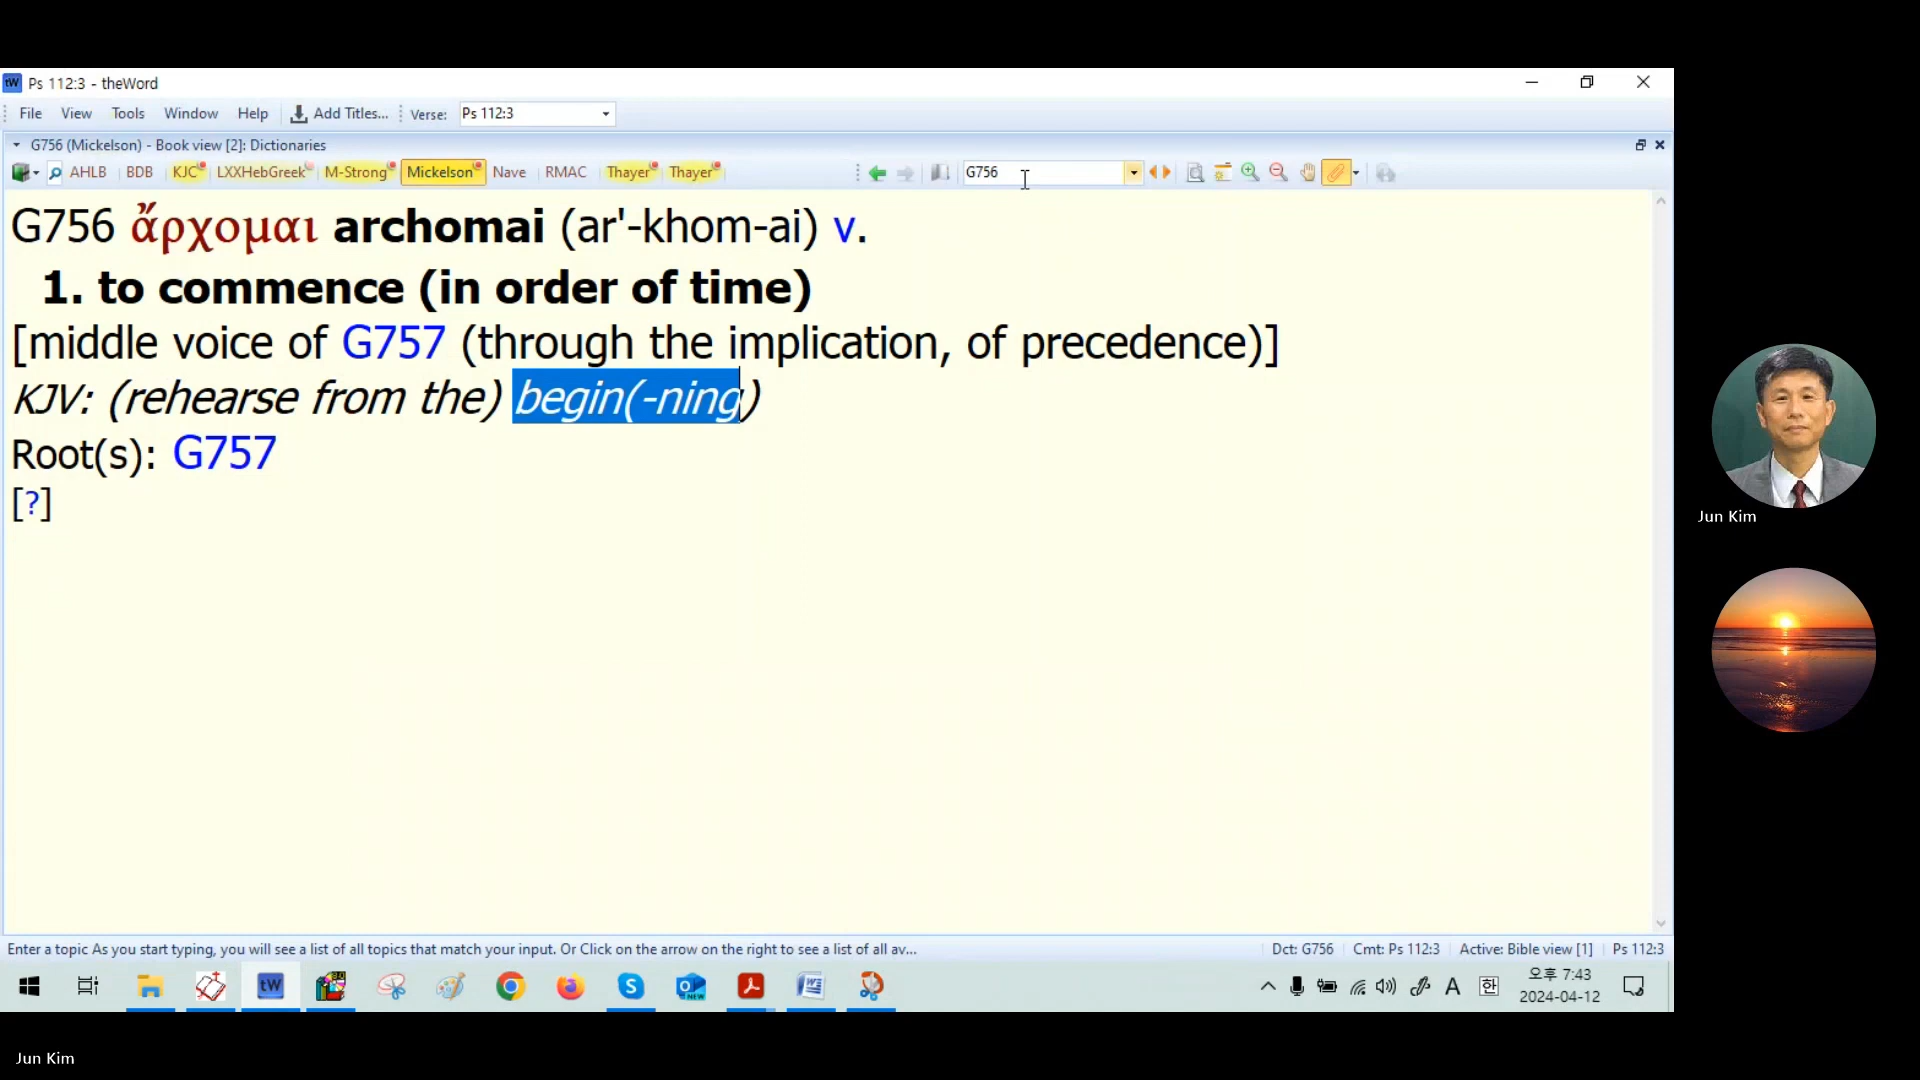 Ps 112:3 - theWord
File View Tools Window Help Add Titles... Verse: Ps 112:3
G756 (Mickelson) - Book view [2]: Dictionaries
AHLB BDB KJC LXXHebGreek M-Strong Mickelson Nave RMAC Thayer Thayer G756
G756 ἄρχομαι archomai (ar'-khom-ai) v.
1. to commence (in order of time)
[middle voice of G757 (through the implication, of precedence)]
KJV: (rehearse from the) begin(-ning)
Root(s): G757
[?]
Jun Kim
Enter a topic As you start typing, you will see a list of all topics that match your input. Or Click on the arrow on the right to see a list of all av... Dct: G756 Cmt: Ps 112:3 Active: Bible view [1] Ps 112:3
오후 7:43
2024-04-12
Jun Kim